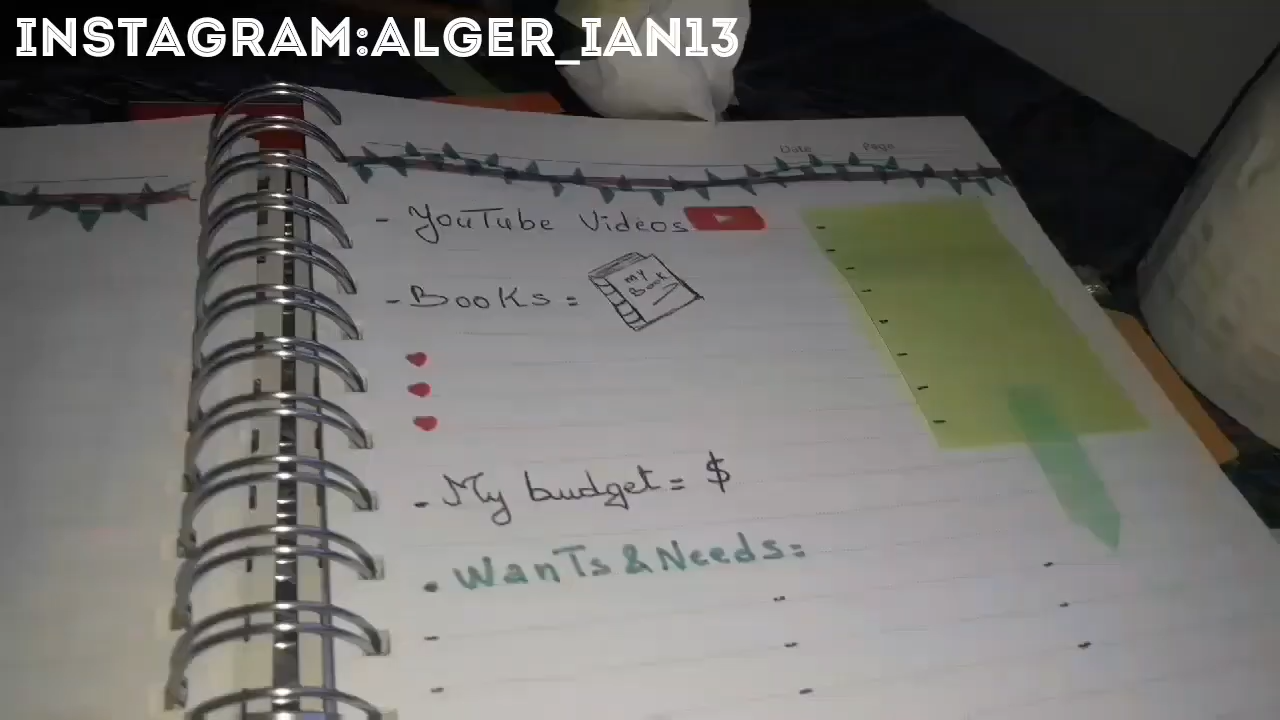 INSTAGRAM:ALGER_IAN13
Date Page
- YouTube Videos
- Books =
my Book
- My budget = $
• Wants & Needs =